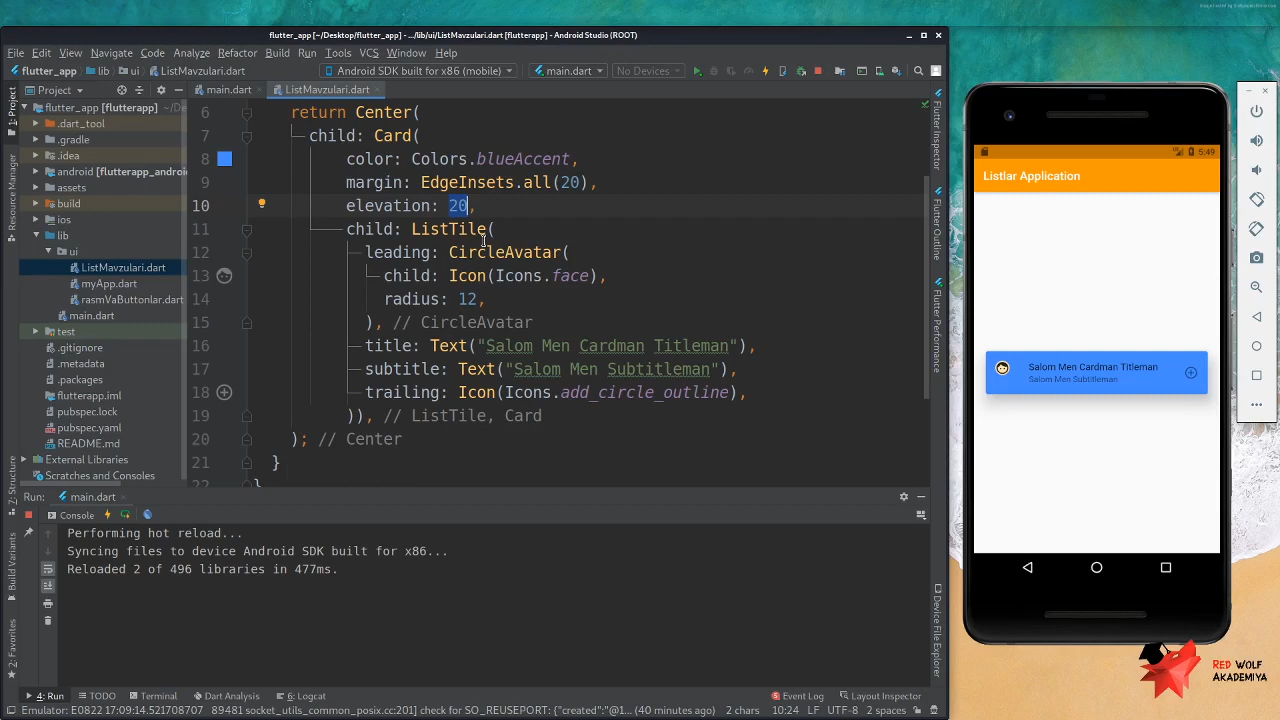 flutter_app [~/Desktop/flutter_app] - .../lib/ui/ListMavzulari.dart [flutterapp] - Android Studio (ROOT)
File Edit View Navigate Code Analyze Refactor Build Run Tools VCS Window Help
flutter_app lib ui ListMavzulari.dart Android SDK built for x86 (mobile) main.dart No Devices
Project main.dart ListMavzulari.dart
1: Project
Resource Manager
7: Structure
Build Variants
2: Favorites
flutter_app [flutterapp] ~/De
.dart_tool
.gradle
.idea
android [flutterapp_androi
assets
build
ios
lib
ui
ListMavzulari.dart
myApp.dart
rasmVaButtonlar.dart
main.dart
test
.gitignore
.metadata
.packages
flutterapp.iml
pubspec.lock
pubspec.yaml
README.md
External Libraries
Scratches and Consoles
6 return Center(
7 child: Card(
8 color: Colors.blueAccent,
9 margin: EdgeInsets.all(20),
10 elevation: 20,
11 child: ListTile(
12 leading: CircleAvatar(
13 child: Icon(Icons.face),
14 radius: 12,
15 ), // CircleAvatar
16 title: Text("Salom Men Cardman Titleman"),
17 subtitle: Text("Salom Men Subtitleman"),
18 trailing: Icon(Icons.add_circle_outline),
19 )), // ListTile, Card
20 ); // Center
21 }
22 }
Flutter Inspector
Flutter Outline
Flutter Performance
Device File Explorer
Run: main.dart
Console
Performing hot reload...
Syncing files to device Android SDK built for x86...
Reloaded 2 of 496 libraries in 477ms.
4: Run TODO Terminal Dart Analysis 6: Logcat Event Log Layout Inspector
Emulator: E0822 17:09:14.521708707 89481 socket_utils_common_posix.cc:201] check for SO_REUSEPORT: {"created":"@1... (40 minutes ago) 2 chars 10:24 LF UTF-8 2 spaces
5:49
Listlar Application
Salom Men Cardman Titleman
Salom Men Subtitleman
RED WOLF
AKADEMIYA